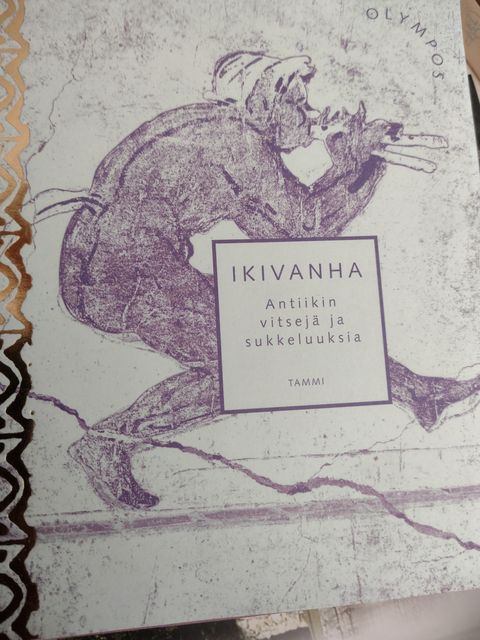 OLYMPOS
IKIVANHA
Antiikin
vitsejä ja
sukkeluuksia
TAMMI